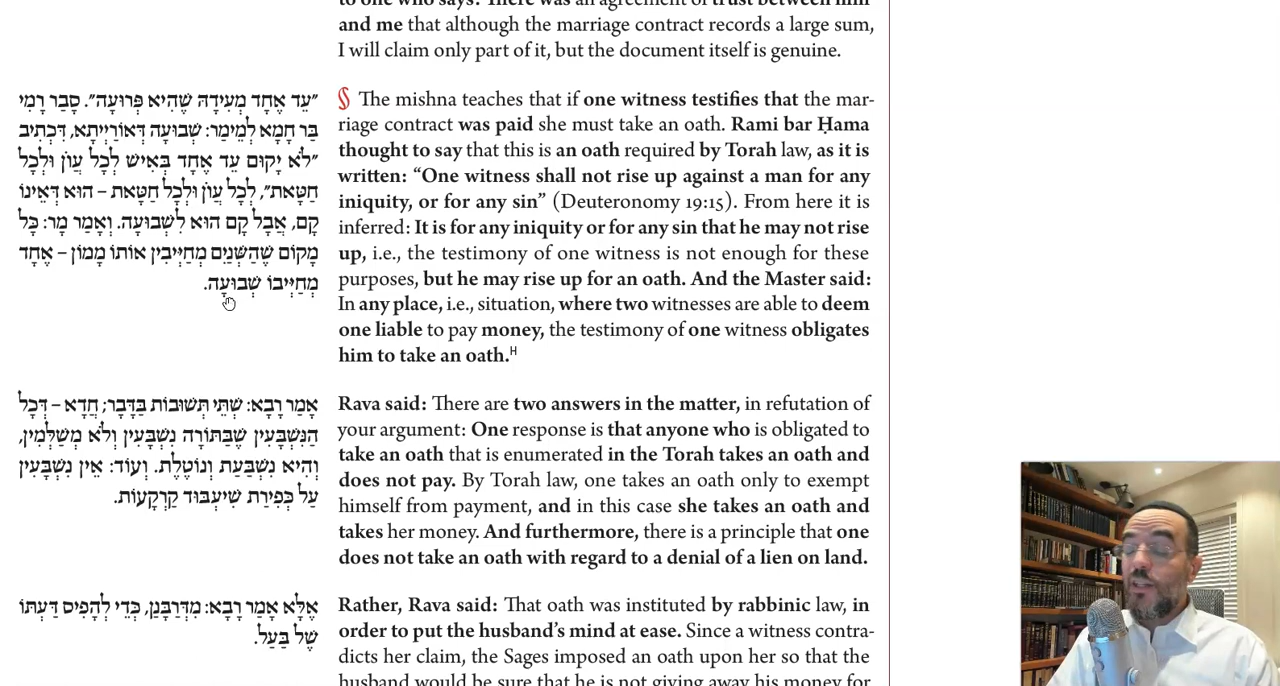 to one who says: There was an agreement of trust between him
and me that although the marriage contract records a large sum,
I will claim only part of it, but the document itself is genuine.
״עֵד אֶחָד מְעִידָהּ שֶׁהִיא פְּרוּעָה״. סָבַר רָמֵי
בַּר חָמָא לְמֵימַר: שְׁבוּעָה דְּאוֹרַיְיתָא, דִּכְתִיב
״לֹא יָקוּם עֵד אֶחָד בְּאִישׁ לְכׇל עָוֹן וּלְכׇל
חַטָּאת״, לְכׇל עָוֹן וּלְכׇל חַטָּאת – הוּא דְּאֵינוֹ
קָם, אֲבָל קָם הוּא לִשְׁבוּעָה. וְאָמַר מָר: כׇּל
מָקוֹם שֶׁהַשְּׁנַיִם מְחַיְּיבִין אוֹתוֹ מָמוֹן – אֶחָד
מְחַיְּיבוֹ שְׁבוּעָה.
§ The mishna teaches that if one witness testifies that the mar-
riage contract was paid she must take an oath. Rami bar Ḥama
thought to say that this is an oath required by Torah law, as it is
written: “One witness shall not rise up against a man for any
iniquity, or for any sin” (Deuteronomy 19:15). From here it is
inferred: It is for any iniquity or for any sin that he may not rise
up, i.e., the testimony of one witness is not enough for these
purposes, but he may rise up for an oath. And the Master said:
In any place, i.e., situation, where two witnesses are able to deem
one liable to pay money, the testimony of one witness obligates
him to take an oath.H
אָמַר רָבָא: שְׁתֵּי תְּשׁוּבוֹת בַּדָּבָר; חֲדָא – דְּכׇל
הַנִּשְׁבָּעִין שֶׁבַּתּוֹרָה נִשְׁבָּעִין וְלֹא מְשַׁלְּמִין,
וְהִיא נִשְׁבַּעַת וְנוֹטֶלֶת. וְעוֹד: אֵין נִשְׁבָּעִין
עַל כְּפִירַת שִׁיעְבּוּד קַרְקָעוֹת.
Rava said: There are two answers in the matter, in refutation of
your argument: One response is that anyone who is obligated to
take an oath that is enumerated in the Torah takes an oath and
does not pay. By Torah law, one takes an oath only to exempt
himself from payment, and in this case she takes an oath and
takes her money. And furthermore, there is a principle that one
does not take an oath with regard to a denial of a lien on land.
אֶלָּא אָמַר רָבָא: מִדְּרַבָּנַן, כְּדֵי לְהָפִיס דַּעְתּוֹ
שֶׁל בַּעַל.
Rather, Rava said: That oath was instituted by rabbinic law, in
order to put the husband’s mind at ease. Since a witness contra-
dicts her claim, the Sages imposed an oath upon her so that the
husband would be sure that he is not giving away his money for